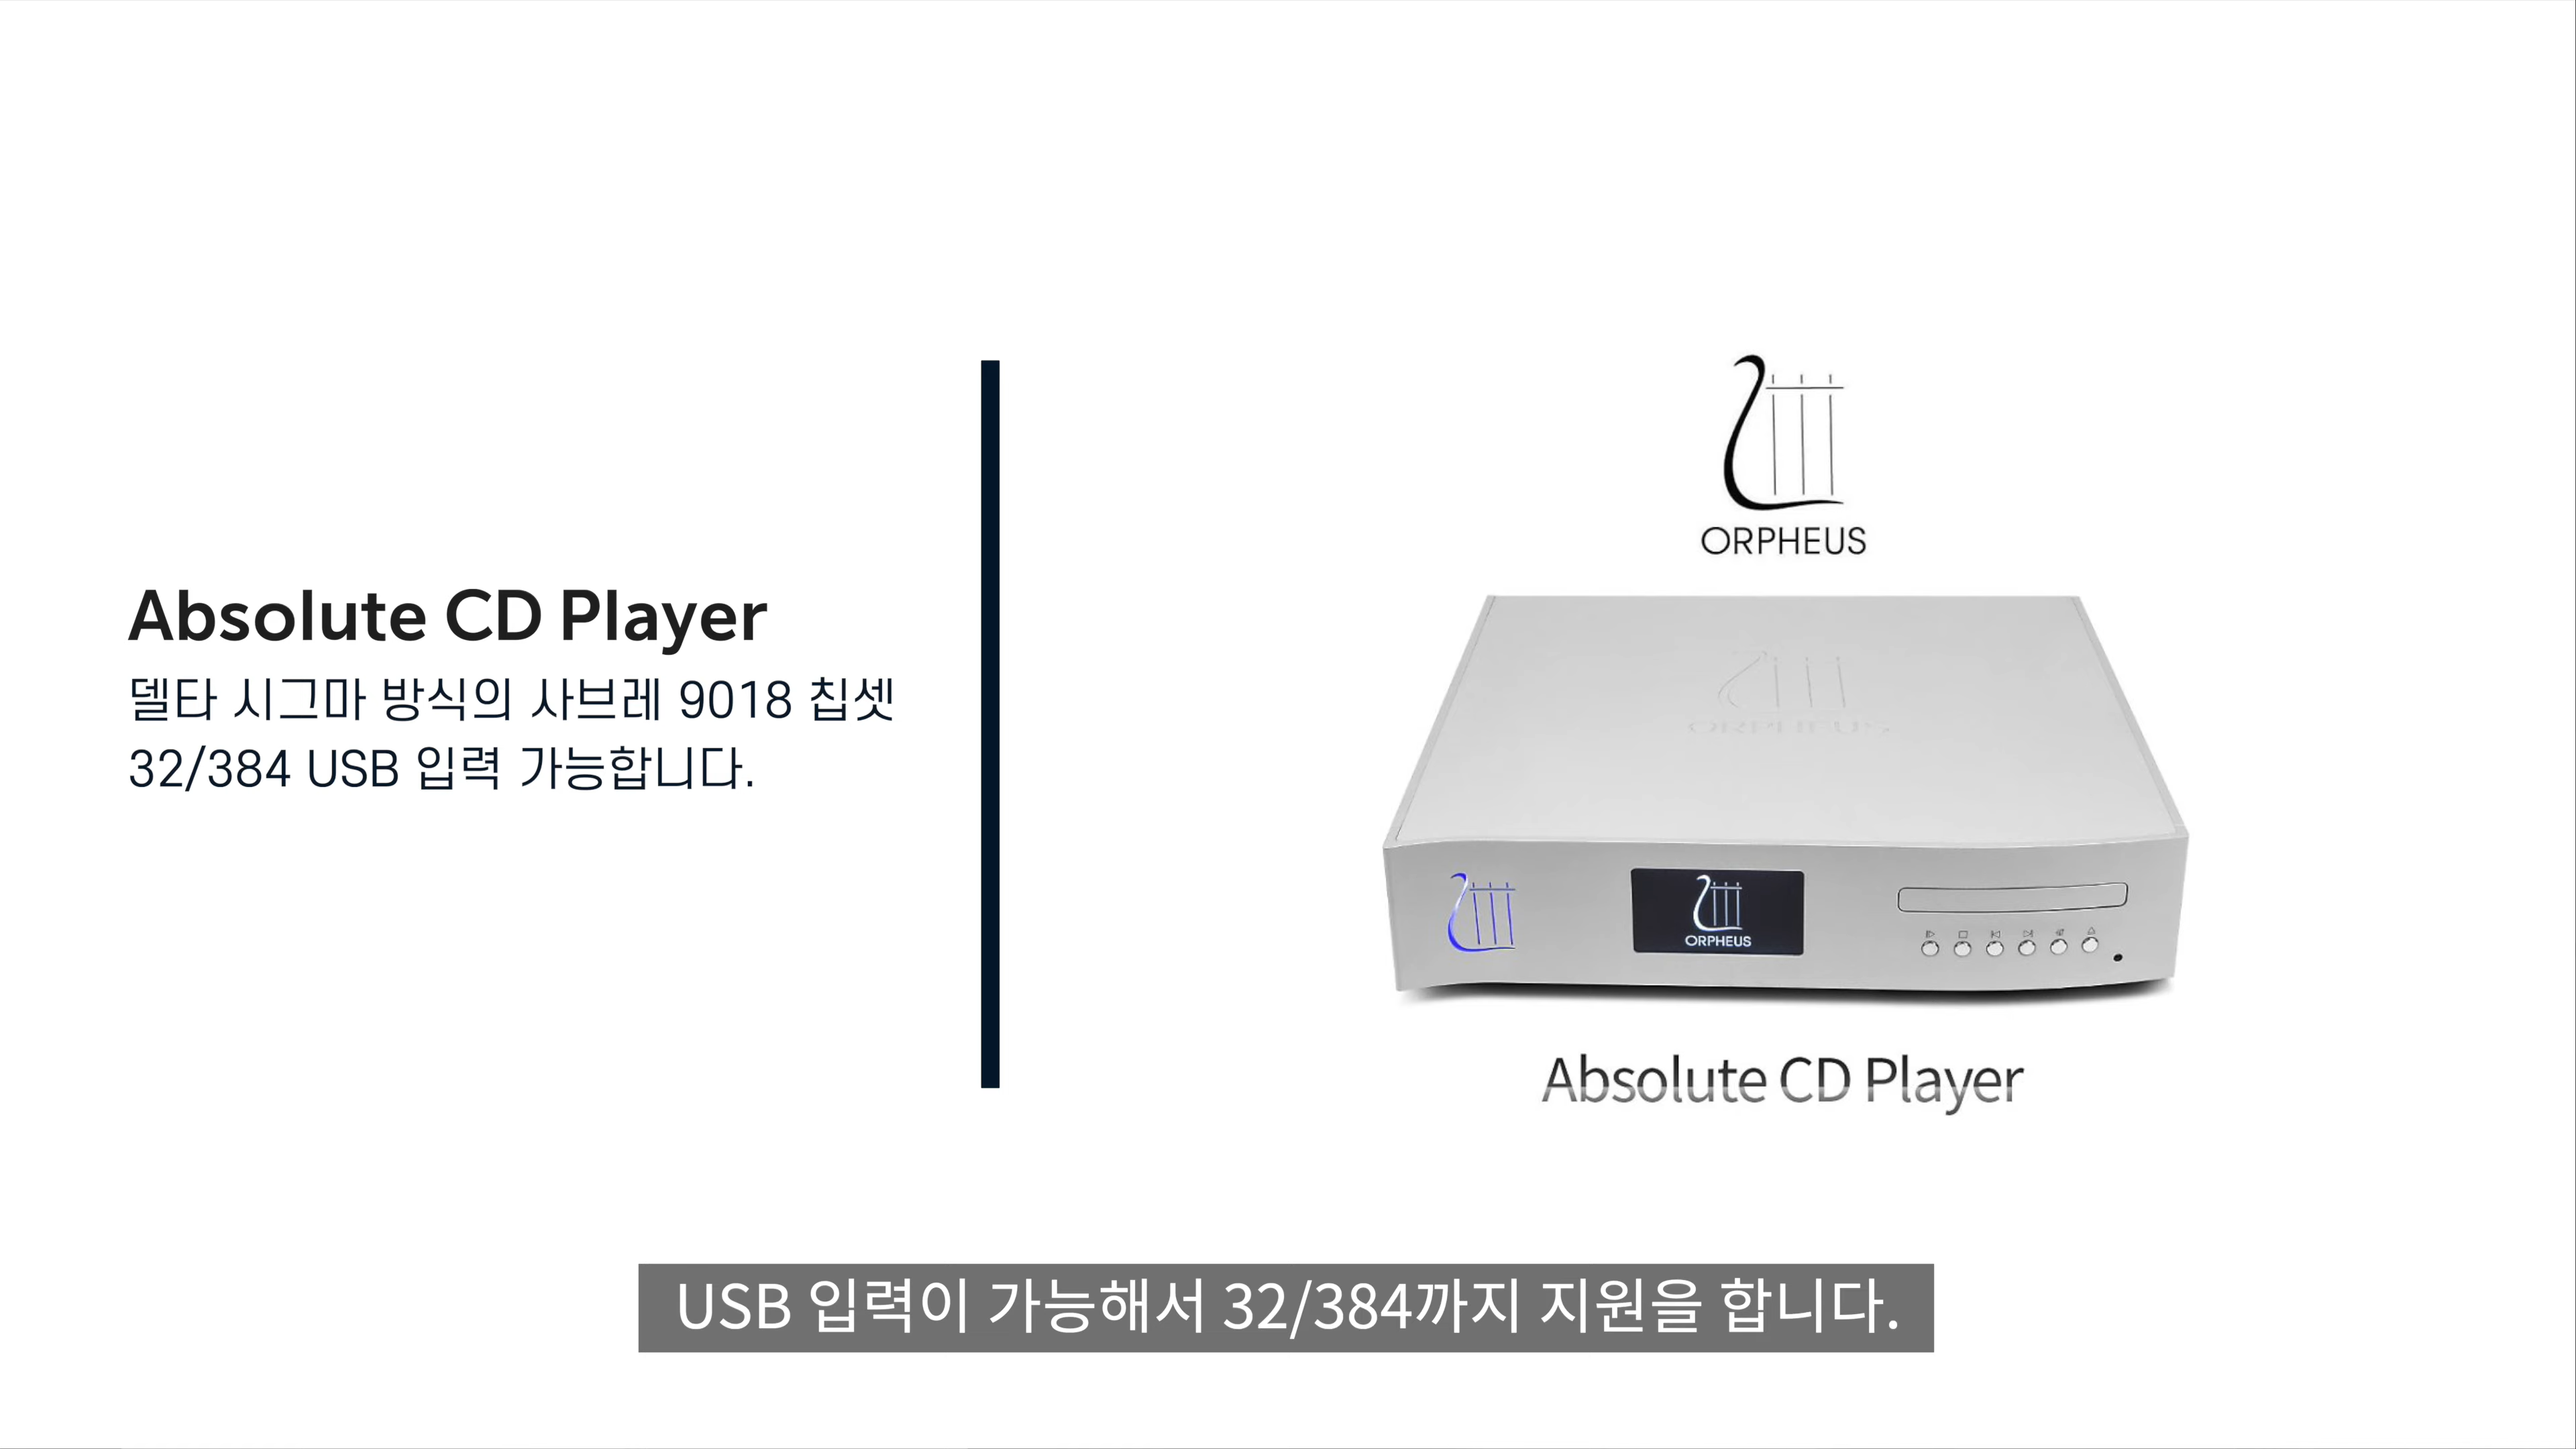 Absolute CD Player
델타 시그마 방식의 사브레 9018 칩셋
32/384 USB 입력 가능합니다.
ORPHEUS
ORPHEUS
ORPHEUS
Absolute CD Player
USB 입력이 가능해서 32/384까지 지원을 합니다.